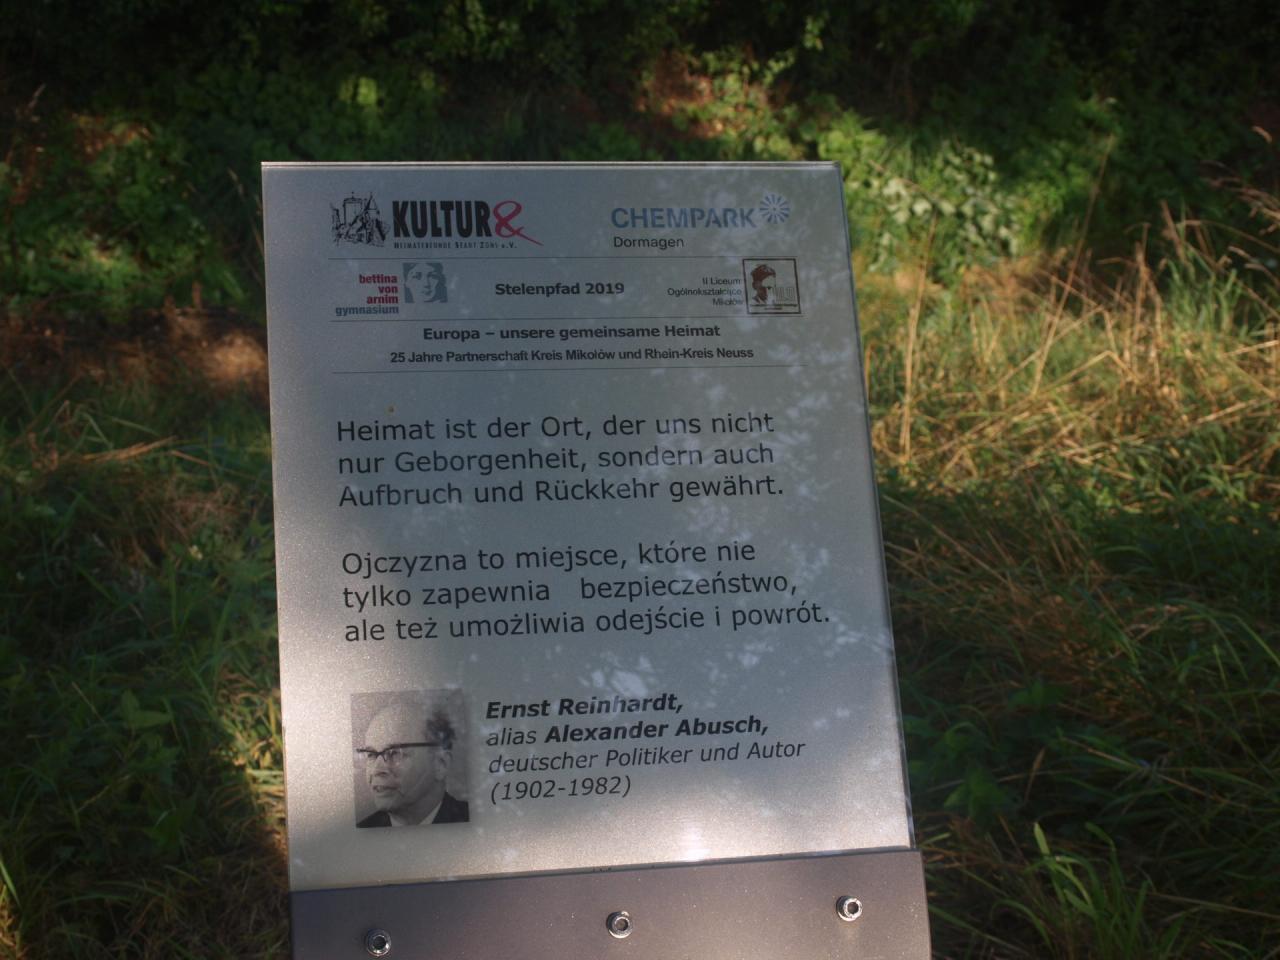 KULTUR&
HEIMATFREUNDE STADT ZONS e.V.
CHEMPARK
Dormagen
bettina
von
arnim
gymnasium
Stelenpfad 2019
II Liceum
Ogólnokształcące
Mikołów
Europa – unsere gemeinsame Heimat
25 Jahre Partnerschaft Kreis Mikołów und Rhein-Kreis Neuss
Heimat ist der Ort, der uns nicht
nur Geborgenheit, sondern auch
Aufbruch und Rückkehr gewährt.
Ojczyzna to miejsce, które nie
tylko zapewnia bezpieczeństwo,
ale też umożliwia odejście i powrót.
Ernst Reinhardt,
alias Alexander Abusch,
deutscher Politiker und Autor
(1902-1982)